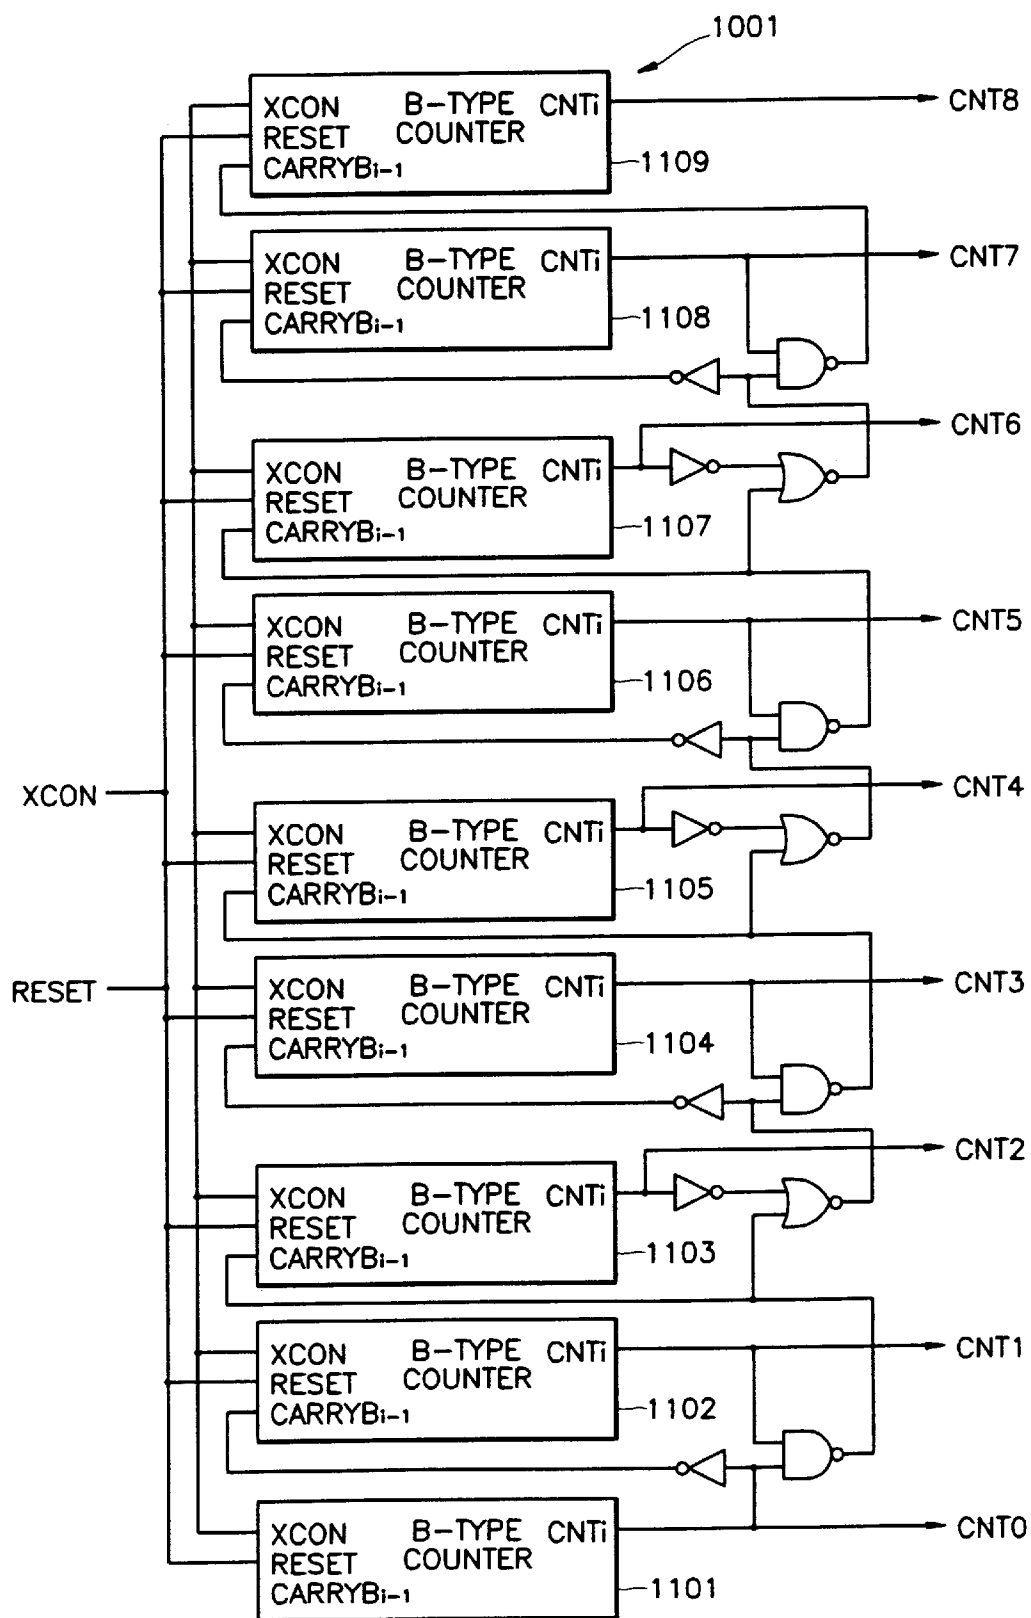 1001
XCON B-TYPE CNTi CNT8
RESET COUNTER
CARRYBi-1 1109
XCON B-TYPE CNTi CNT7
RESET COUNTER
CARRYBi-1 1108
CNT6
XCON B-TYPE CNTi
RESET COUNTER
CARRYBi-1 1107
XCON B-TYPE CNTi CNT5
RESET COUNTER
CARRYBi-1 1106
XCON CNT4
XCON B-TYPE CNTi
RESET COUNTER
CARRYBi-1 1105
RESET XCON B-TYPE CNTi CNT3
RESET COUNTER
CARRYBi-1 1104
CNT2
XCON B-TYPE CNTi
RESET COUNTER
CARRYBi-1 1103
XCON B-TYPE CNTi CNT1
RESET COUNTER
CARRYBi-1 1102
XCON B-TYPE CNTi CNT0
RESET COUNTER
CARRYBi-1 1101